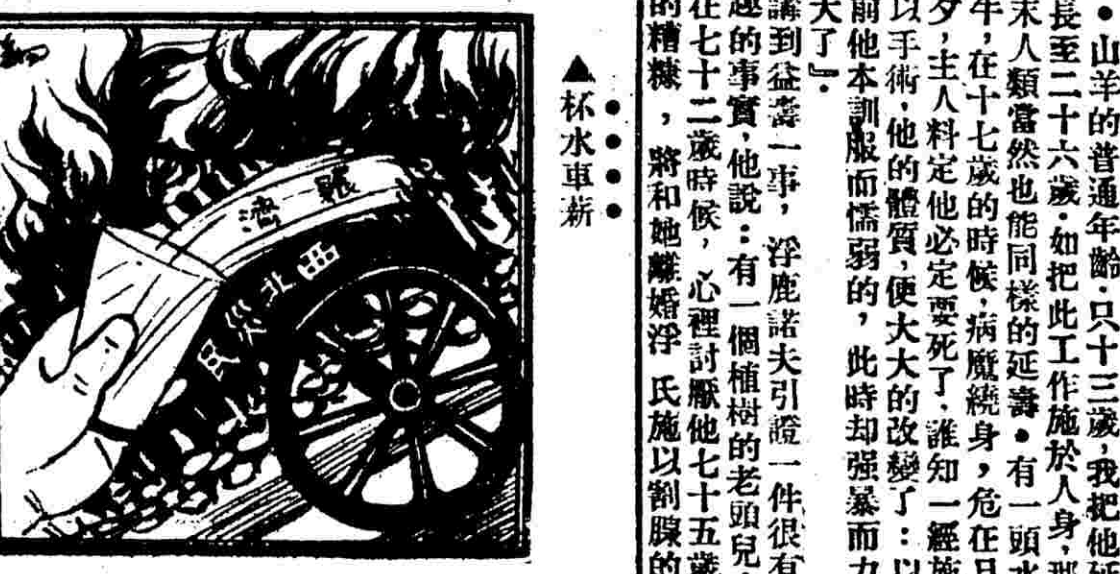 •山羊的普通年齡·只十三歲,我把他延
長至二十六歲·如把此工作施於人身,那
末人類當然也能同樣的延壽•有一頭水
牛,在十七歲的時候,病魔繞身,危在旦
夕,主人料定他必定要死了,誰知一經施
以手術,他的體質,便大大的改變了:以
前他本訓服而懦弱的,此時却强暴而力
大了』·
講到益壽一事,浮鹿諾夫引證一件很有
趣的事實,他說:有一個植樹的老頭兒,
在七十二歲時候,心裡討厭他七十五歲
的糟糠,將和她離婚浮 氏施以割腺的
▲杯水車薪
賑濟
西北災民